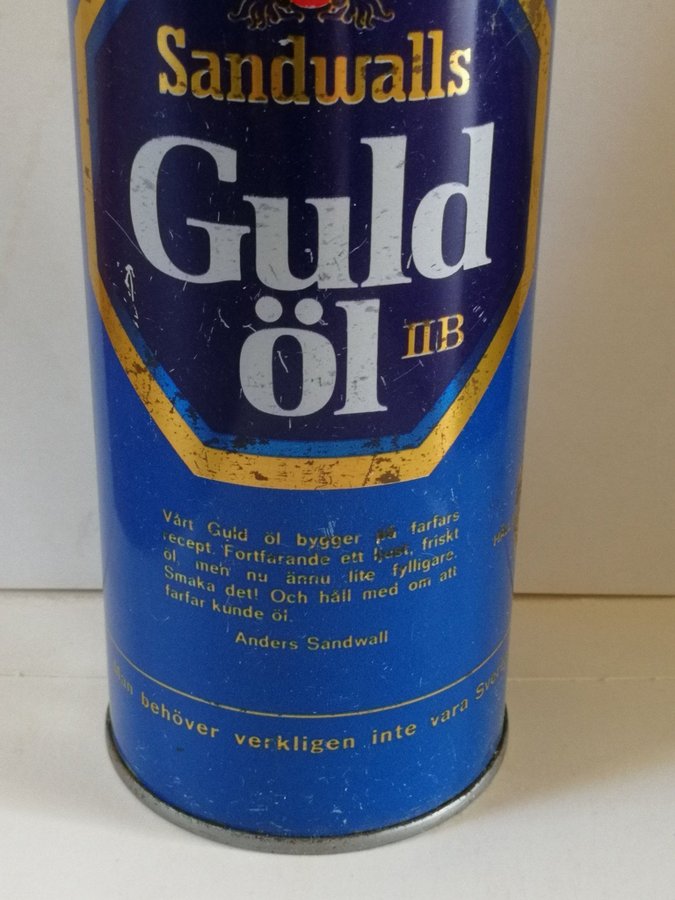 Sandwalls
Guld
öl IIB
Vårt Guld öl bygger på farfars
recept. Fortfarande ett ljust, friskt
öl, men nu ännu lite fylligare.
Smaka det! Och håll med om att
farfar kunde öl.
Anders Sandwall
behöver verkligen inte vara